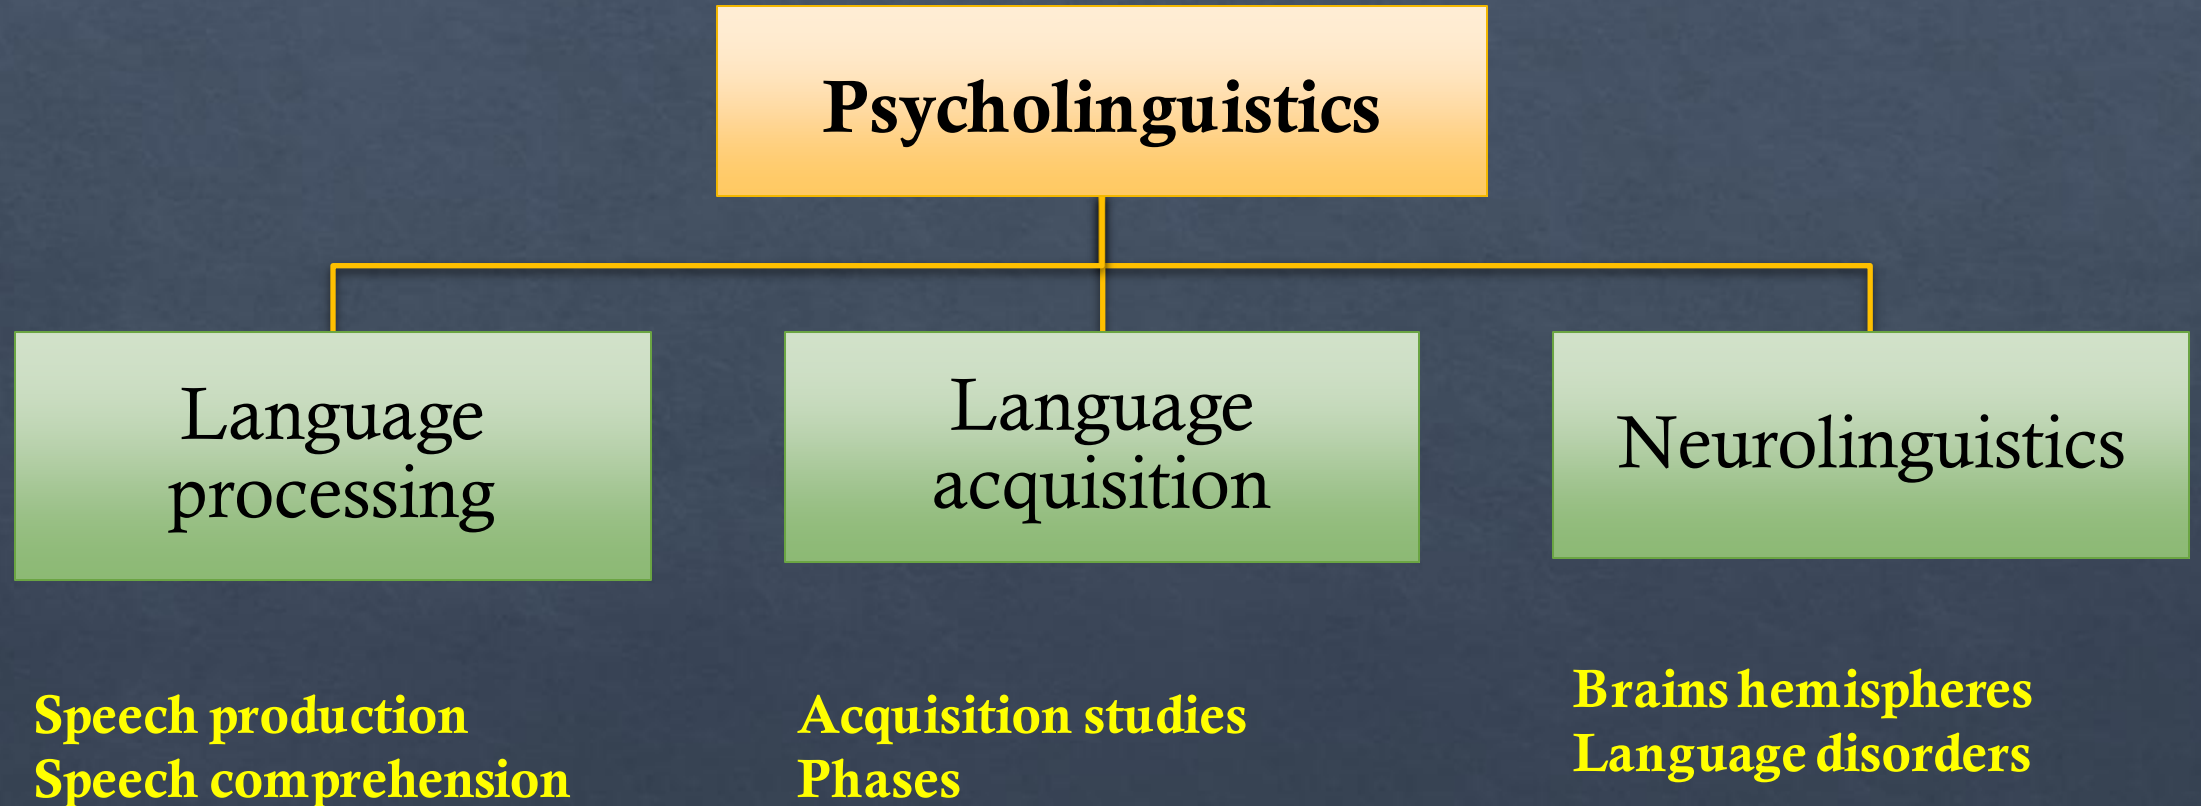 Psycholinguistics
Language
processing
Language
acquisition
Neurolinguistics
Speech production
Speech comprehension
Acquisition studies
Phases
Brains hemispheres
Language disorders